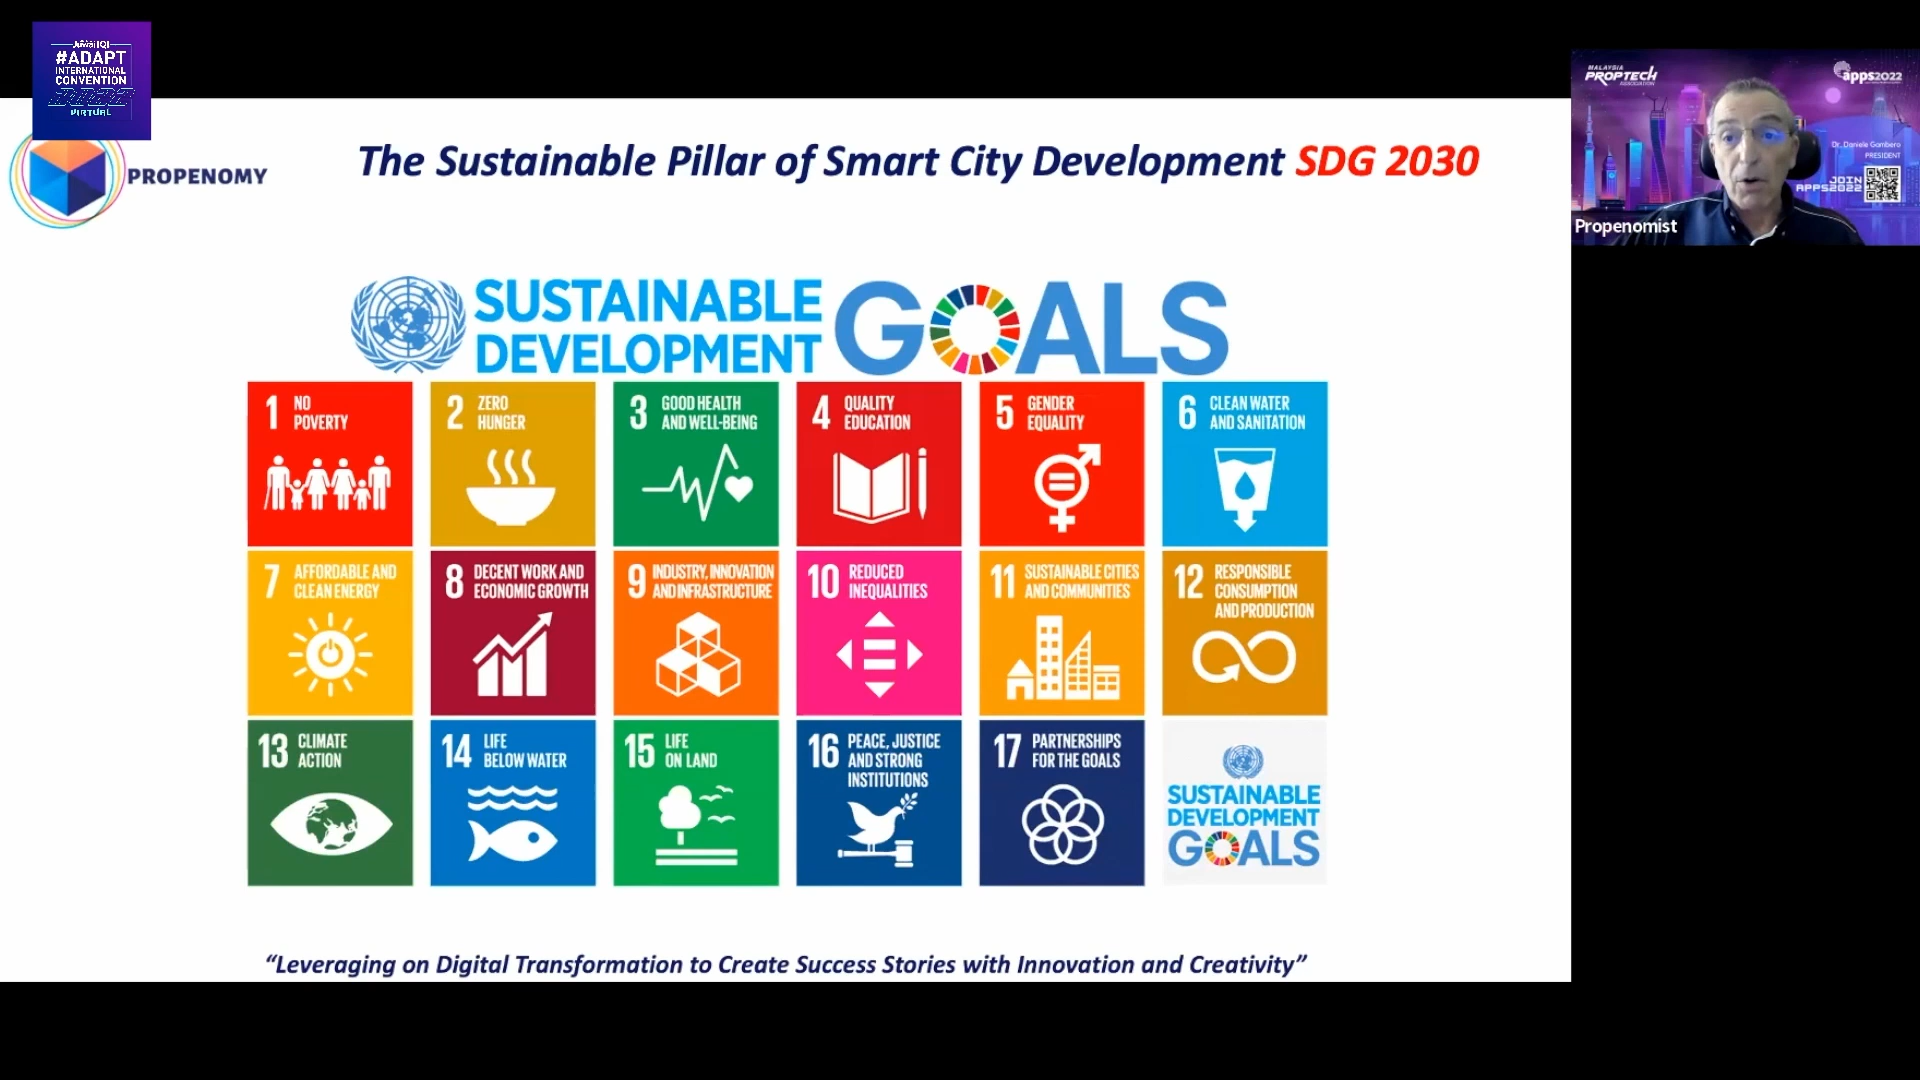 JUWAI IQI
#ADAPT
INTERNATIONAL
CONVENTION
2022
VIRTUAL
PROPENOMY
The Sustainable Pillar of Smart City Development SDG 2030
SUSTAINABLE
DEVELOPMENT
GOALS
1 NO
POVERTY
2 ZERO
HUNGER
3 GOOD HEALTH
AND WELL-BEING
4 QUALITY
EDUCATION
5 GENDER
EQUALITY
6 CLEAN WATER
AND SANITATION
7 AFFORDABLE AND
CLEAN ENERGY
8 DECENT WORK AND
ECONOMIC GROWTH
9 INDUSTRY, INNOVATION
AND INFRASTRUCTURE
10 REDUCED
INEQUALITIES
11 SUSTAINABLE CITIES
AND COMMUNITIES
12 RESPONSIBLE
CONSUMPTION
AND PRODUCTION
13 CLIMATE
ACTION
14 LIFE
BELOW WATER
15 LIFE
ON LAND
16 PEACE, JUSTICE
AND STRONG
INSTITUTIONS
17 PARTNERSHIPS
FOR THE GOALS
SUSTAINABLE
DEVELOPMENT
GOALS
“Leveraging on Digital Transformation to Create Success Stories with Innovation and Creativity”
MALAYSIA
PROPTECH
ASSOCIATION
apps2022
Dr. Daniele Gambero
PRESIDENT
JOIN
APPS2022
Propenomist